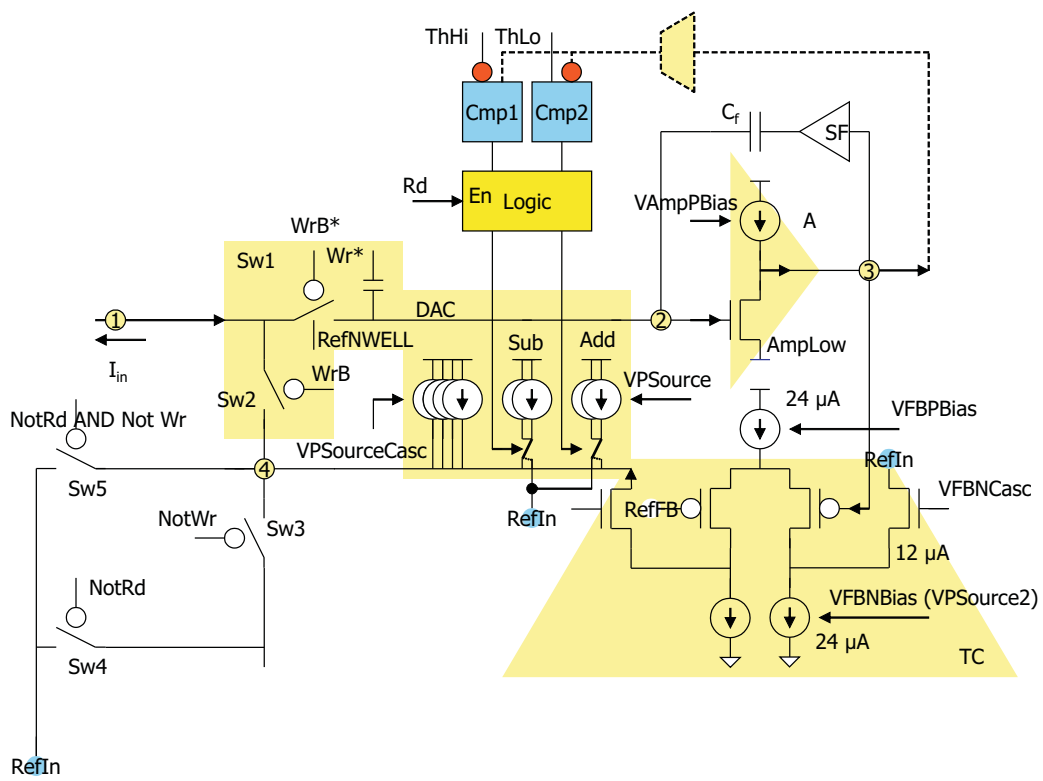 ThHi ThLo
Cmp1 Cmp2
C_f
SF
Rd
En Logic
VAmpPBias
A
WrB*
Sw1
Wr*
3
1
DAC
2
RefNWELL
Sub
Add
AmpLow
I_in
WrB
VPSource
Sw2
24 µA
NotRd AND Not Wr
VFBPBias
VPSourceCasc
4
RefIn
Sw5
VFBNCasc
RefIn
RefFB
NotWr
Sw3
12 µA
NotRd
VFBNBias (VPSource2)
24 µA
TC
Sw4
RefIn